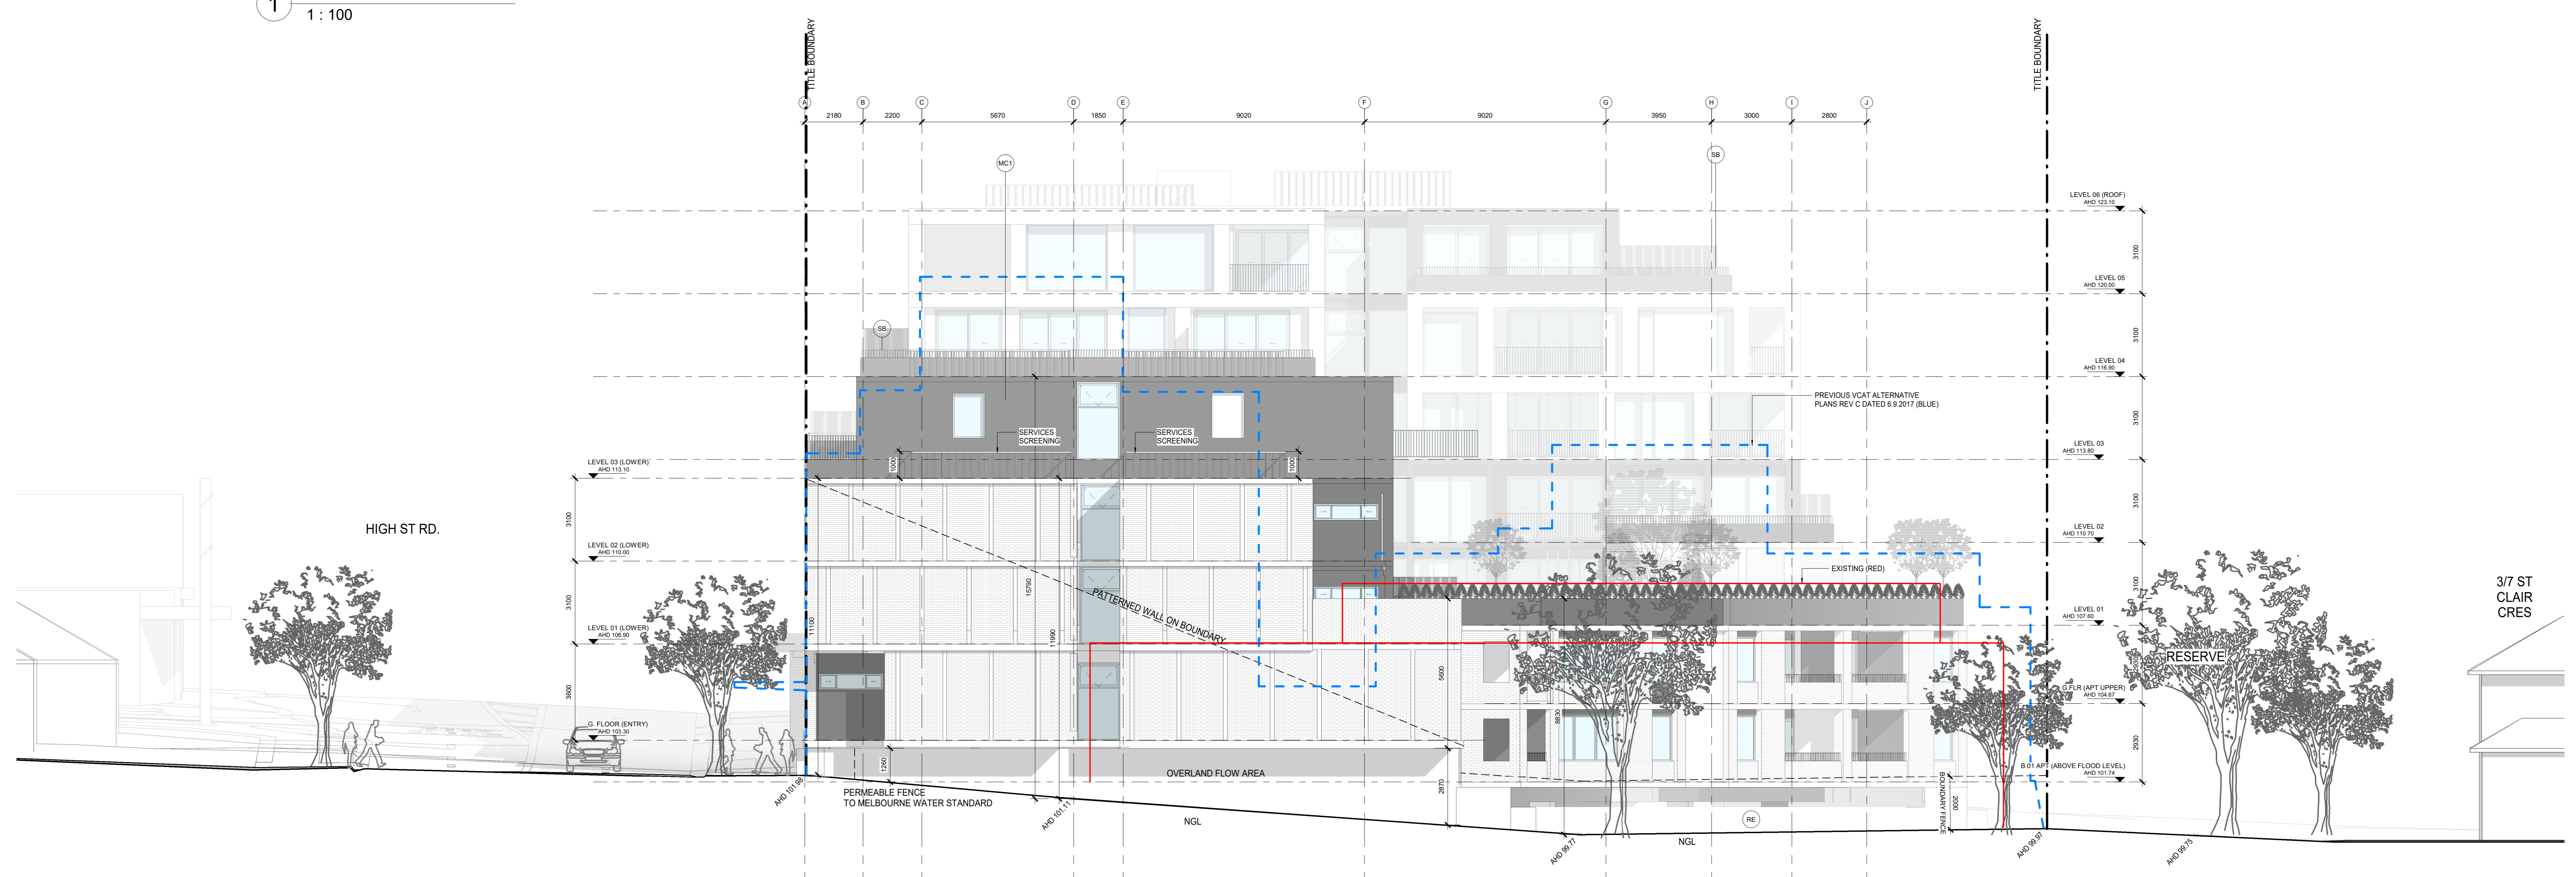 1
1 : 100
TITLE BOUNDARY
TITLE BOUNDARY
A
B
C
D
E
F
G
H
I
J
2180
2200
5670
1850
9020
9020
3950
3000
2800
MC1
SB
SB
LEVEL 06 (ROOF)
AHD 123.10
3100
LEVEL 05
AHD 120.00
3100
LEVEL 04
AHD 116.90
3100
LEVEL 03
AHD 113.80
3100
LEVEL 02
AHD 110.70
3100
LEVEL 01
AHD 107.60
2930
G.FLR (APT UPPER)
AHD 104.67
2930
B.01 APT (ABOVE FLOOD LEVEL)
AHD 101.74
PREVIOUS VCAT ALTERNATIVE
PLANS REV C DATED 6.9.2017 (BLUE)
SERVICES
SCREENING
SERVICES
SCREENING
1000
1000
LEVEL 03 (LOWER)
AHD 113.10
3100
LEVEL 02 (LOWER)
AHD 110.00
3100
LEVEL 01 (LOWER)
AHD 106.90
3600
G. FLOOR (ENTRY)
AHD 103.30
HIGH ST RD.
EXISTING (RED)
PATTERNED WALL ON BOUNDARY
11100
15790
11990
5600
8830
1260
2870
2000
BOUNDARY FENCE
OVERLAND FLOW AREA
PERMEABLE FENCE
TO MELBOURNE WATER STANDARD
RESERVE
3/7 ST
CLAIR
CRES
RE
NGL
NGL
AHD 101.98
AHD 101.11
AHD 99.77
AHD 99.97
AHD 99.75